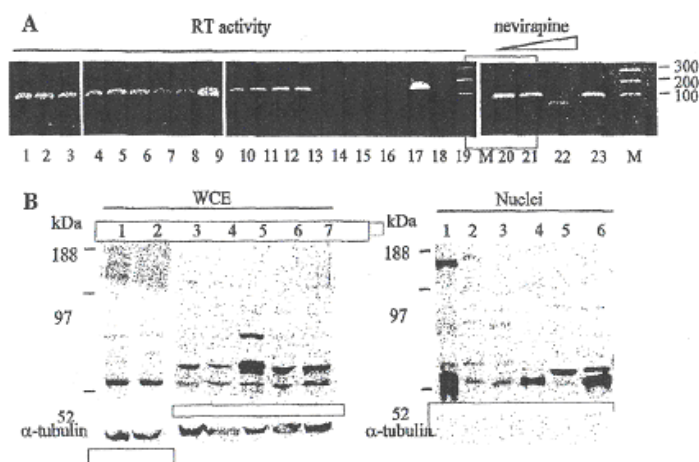 A
RT activity
nevirapine
300
200
100
1 2 3 4 5 6 7 8 9 10 11 12 13 14 15 16 17 18 19 M 20 21 22 23 M
B
WCE
Nuclei
kDa
1 2 3 4 5 6 7
kDa
1 2 3 4 5 6
188
188
97
97
52
52
α-tubulin
α-tubulin